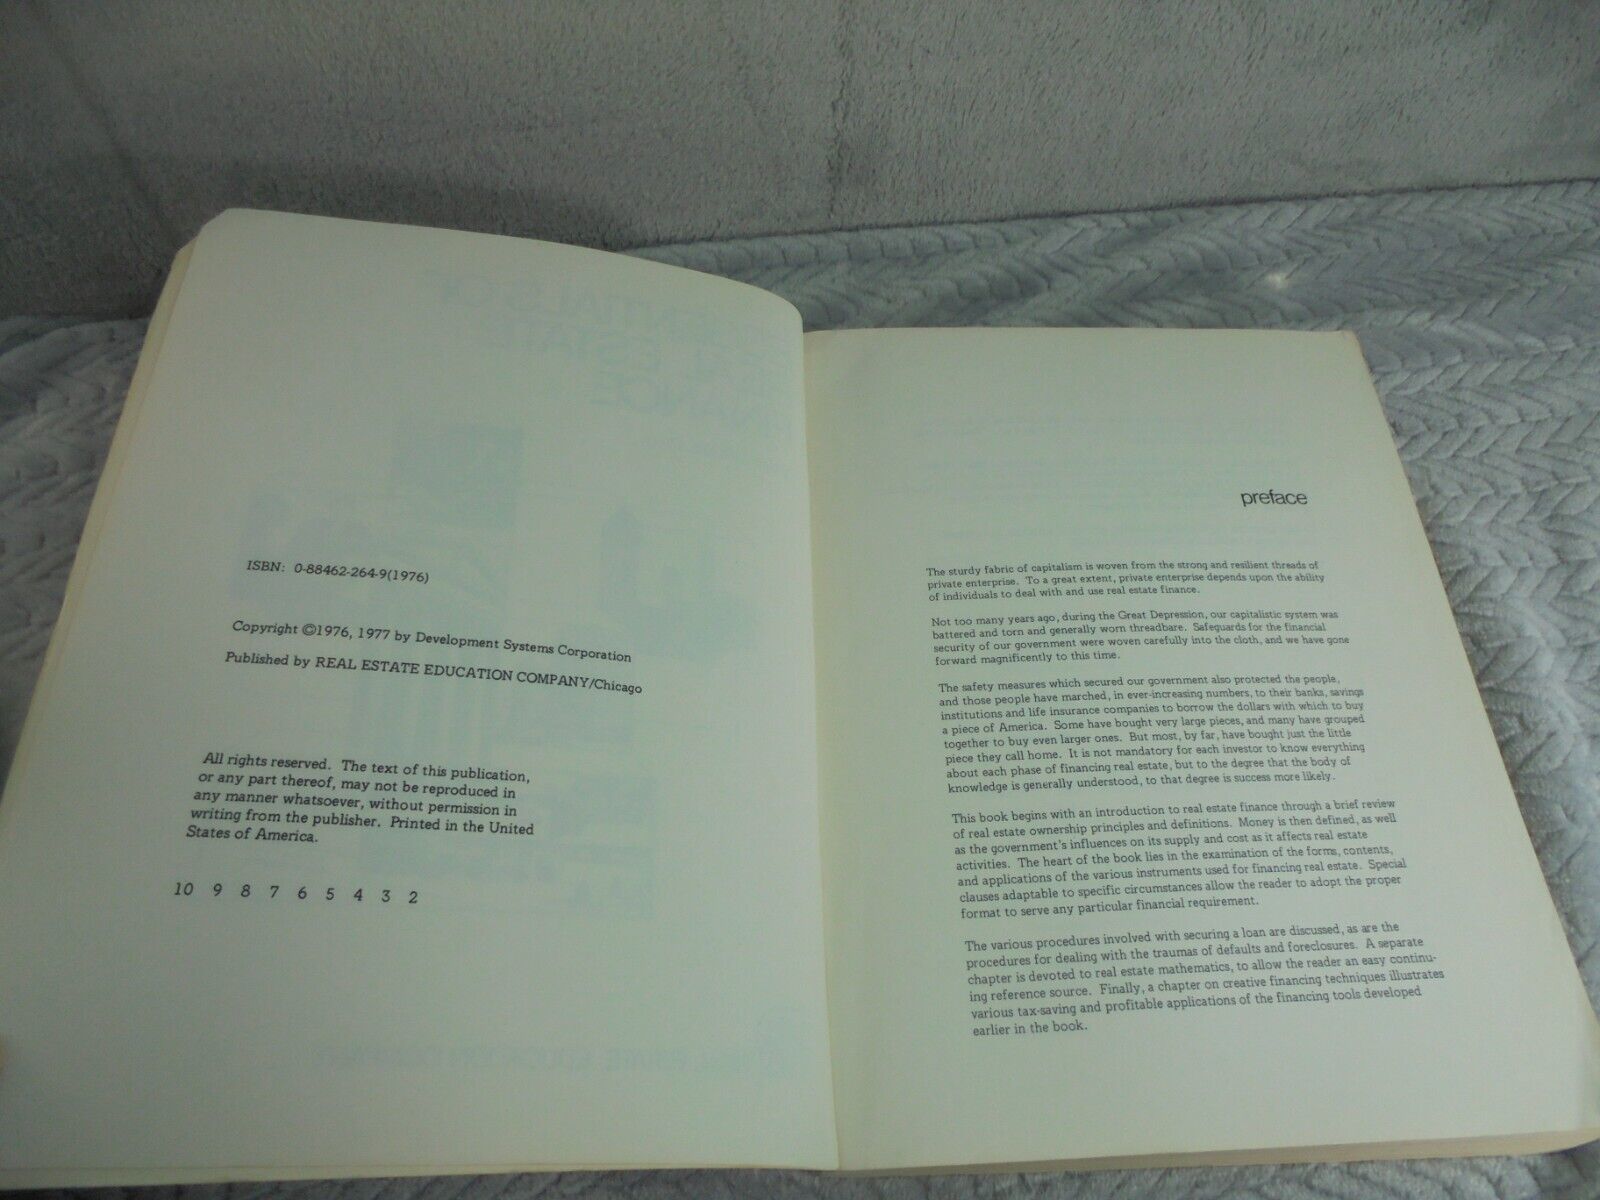 ISBN: 0-88462-264-9(1976)
Copyright ©1976, 1977 by Development Systems Corporation
Published by REAL ESTATE EDUCATION COMPANY/Chicago
All rights reserved. The text of this publication,
or any part thereof, may not be reproduced in
any manner whatsoever, without permission in
writing from the publisher. Printed in the United
States of America.
10 9 8 7 6 5 4 3 2
preface
The sturdy fabric of capitalism is woven from the strong and resilient threads of
private enterprise. To a great extent, private enterprise depends upon the ability
of individuals to deal with and use real estate finance.
Not too many years ago, during the Great Depression, our capitalistic system was
battered and torn and generally worn threadbare. Safeguards for the financial
security of our government were woven carefully into the cloth, and we have gone
forward magnificently to this time.
The safety measures which secured our government also protected the people,
and those people have marched, in ever-increasing numbers, to their banks, savings
institutions and life insurance companies to borrow the dollars with which to buy
a piece of America. Some have bought very large pieces, and many have grouped
together to buy even larger ones. But most, by far, have bought just the little
piece they call home. It is not mandatory for each investor to know everything
about each phase of financing real estate, but to the degree that the body of
knowledge is generally understood, to that degree is success more likely.
This book begins with an introduction to real estate finance through a brief review
of real estate ownership principles and definitions. Money is then defined, as well
as the government's influences on its supply and cost as it affects real estate
activities. The heart of the book lies in the examination of the forms, contents,
and applications of the various instruments used for financing real estate. Special
clauses adaptable to specific circumstances allow the reader to adopt the proper
format to serve any particular financial requirement.
The various procedures involved with securing a loan are discussed, as are the
procedures for dealing with the traumas of defaults and foreclosures. A separate
chapter is devoted to real estate mathematics, to allow the reader an easy continu-
ing reference source. Finally, a chapter on creative financing techniques illustrates
various tax-saving and profitable applications of the financing tools developed
earlier in the book.